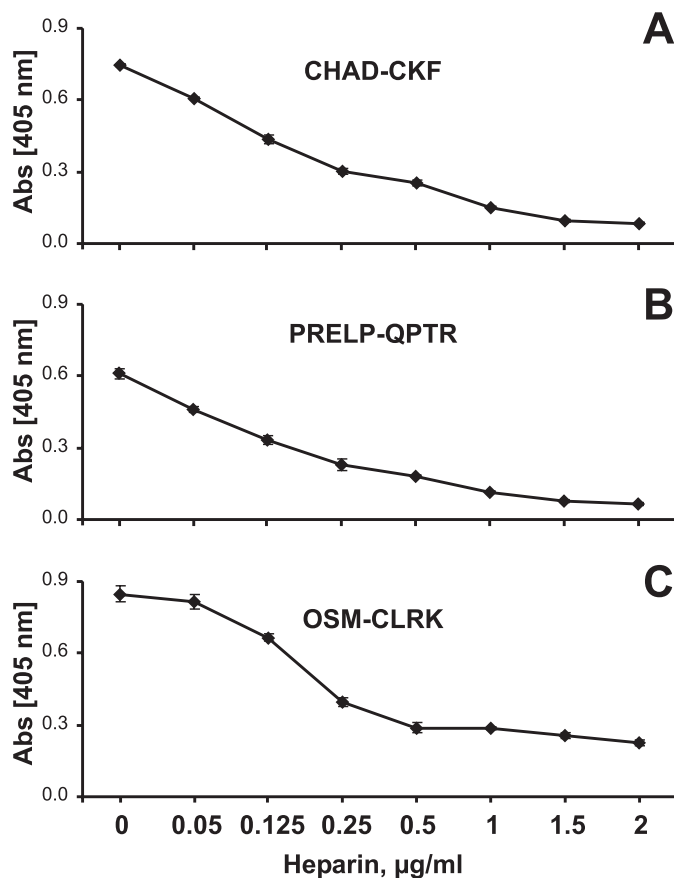 A
CHAD-CKF
Abs [405 nm]
0.9
0.6
0.3
0.0
B
PRELP-QPTR
Abs [405 nm]
0.9
0.6
0.3
0.0
C
OSM-CLRK
Abs [405 nm]
0.9
0.6
0.3
0.0
0 0.05 0.125 0.25 0.5 1 1.5 2
Heparin, µg/ml